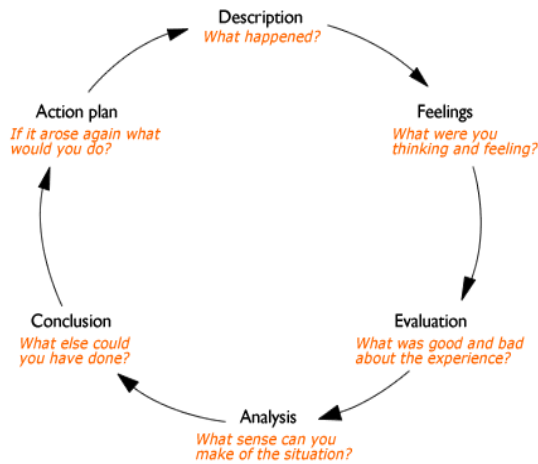 Description
What happened?
Feelings
What were you
thinking and feeling?
Evaluation
What was good and bad
about the experience?
Analysis
What sense can you
make of the situation?
Conclusion
What else could
you have done?
Action plan
If it arose again what
would you do?